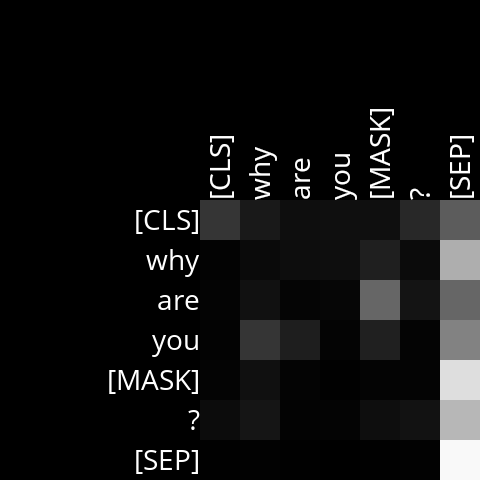 [CLS]
why
are
you
[MASK]
?
[SEP]
[CLS]
why
are
you
[MASK]
?
[SEP]